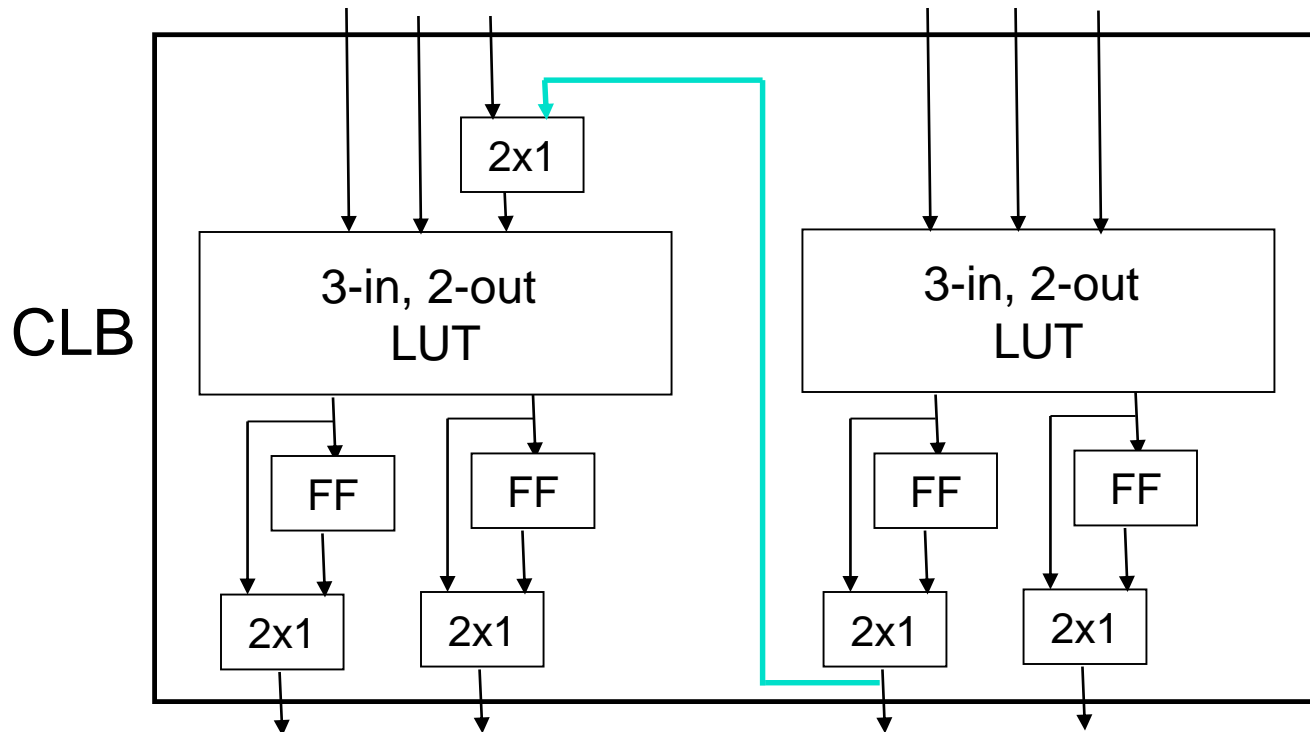 2x1
3-in, 2-out
LUT
3-in, 2-out
LUT
CLB
FF
FF
FF
FF
2x1
2x1
2x1
2x1